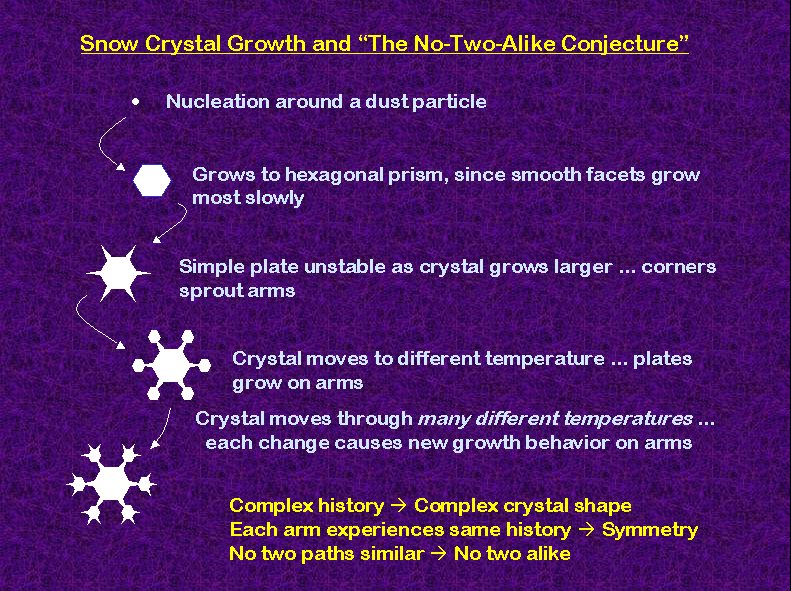 Snow Crystal Growth and “The No-Two-Alike Conjecture”
• Nucleation around a dust particle
Grows to hexagonal prism, since smooth facets grow
most slowly
Simple plate unstable as crystal grows larger … corners
sprout arms
Crystal moves to different temperature … plates
grow on arms
Crystal moves through many different temperatures …
each change causes new growth behavior on arms
Complex history → Complex crystal shape
Each arm experiences same history → Symmetry
No two paths similar → No two alike